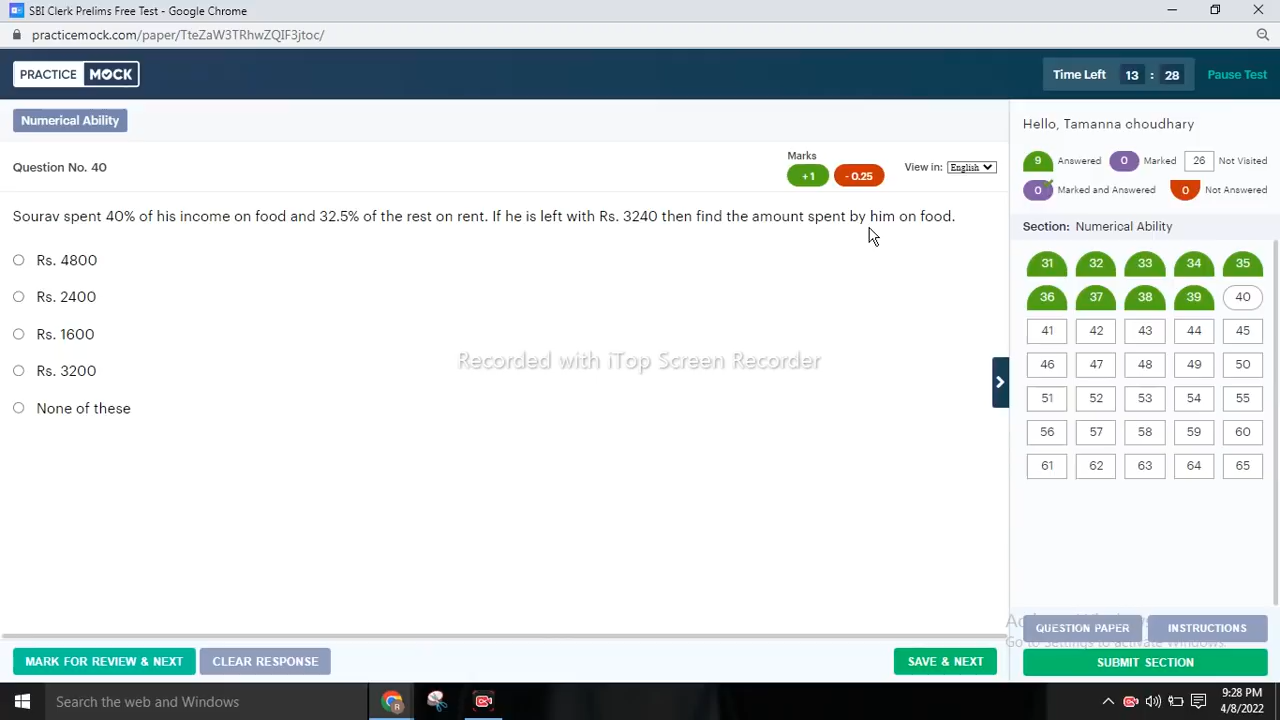 SBI Clerk Prelims Free Test - Google Chrome
practicemock.com/paper/TteZaW3TRhwZQIF3jtoc/
PRACTICE MOCK
Time Left 13 : 28 Pause Test
Numerical Ability
Hello, Tamanna choudhary
Question No. 40
Marks
+ 1 - 0.25
View in: English
9 Answered 0 Marked 26 Not Visited
0 Marked and Answered 0 Not Answered
Sourav spent 40% of his income on food and 32.5% of the rest on rent. If he is left with Rs. 3240 then find the amount spent by him on food.
Section: Numerical Ability
Rs. 4800
Rs. 2400
Rs. 1600
Rs. 3200
None of these
31 32 33 34 35
36 37 38 39 40
41 42 43 44 45
46 47 48 49 50
51 52 53 54 55
56 57 58 59 60
61 62 63 64 65
Recorded with iTop Screen Recorder
QUESTION PAPER INSTRUCTIONS
Go to Settings to activate Windows.
MARK FOR REVIEW & NEXT CLEAR RESPONSE SAVE & NEXT SUBMIT SECTION
Search the web and Windows
9:28 PM
4/8/2022